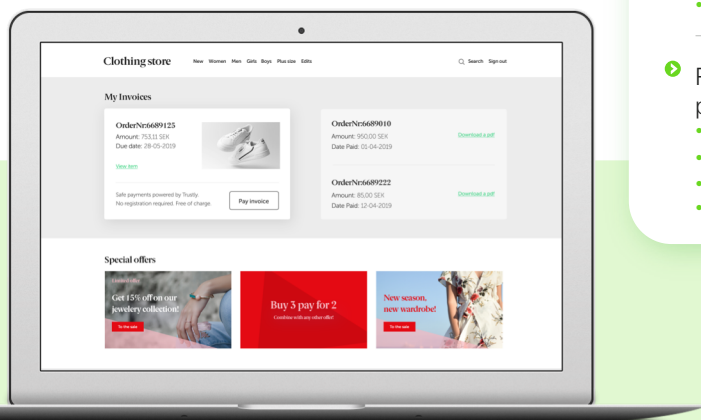 Clothing store
New Women Men Girls Boys Plus size Edits
Search Sign out
My Invoices
OrderNr:6689125
Amount: 753,11 SEK
Due date: 28-05-2019
View item
Safe payments powered by Trustly.
No registration required. Free of charge.
Pay invoice
OrderNr:6689010
Amount: 950,00 SEK
Date Paid: 01-04-2019
Download a pdf
OrderNr:6689222
Amount: 85,00 SEK
Date Paid: 12-04-2019
Download a pdf
Special offers
Limited offer
Get 15% off on our
jewelery collection!
To the sale
Buy 3 pay for 2
Combine with any other offer!
New season,
new wardrobe!
To the sale